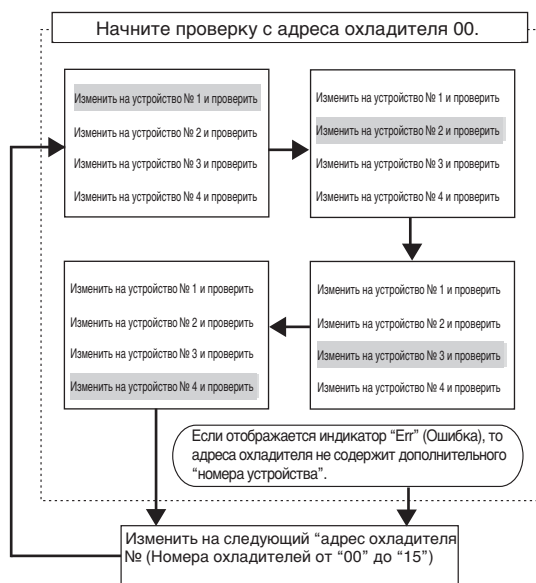 Начните проверку с адреса охладителя 00.
Изменить на устройство № 1 и проверить
Изменить на устройство № 2 и проверить
Изменить на устройство № 3 и проверить
Изменить на устройство № 4 и проверить
Изменить на устройство № 1 и проверить
Изменить на устройство № 2 и проверить
Изменить на устройство № 3 и проверить
Изменить на устройство № 4 и проверить
Изменить на устройство № 1 и проверить
Изменить на устройство № 2 и проверить
Изменить на устройство № 3 и проверить
Изменить на устройство № 4 и проверить
Изменить на устройство № 1 и проверить
Изменить на устройство № 2 и проверить
Изменить на устройство № 3 и проверить
Изменить на устройство № 4 и проверить
Если отображается индикатор “Err” (Ошибка), то
адреса охладителя не содержит дополнительного
“номера устройства”.
Изменить на следующий “адрес охладителя
№ (Номера охладителей от “00” до “15”)